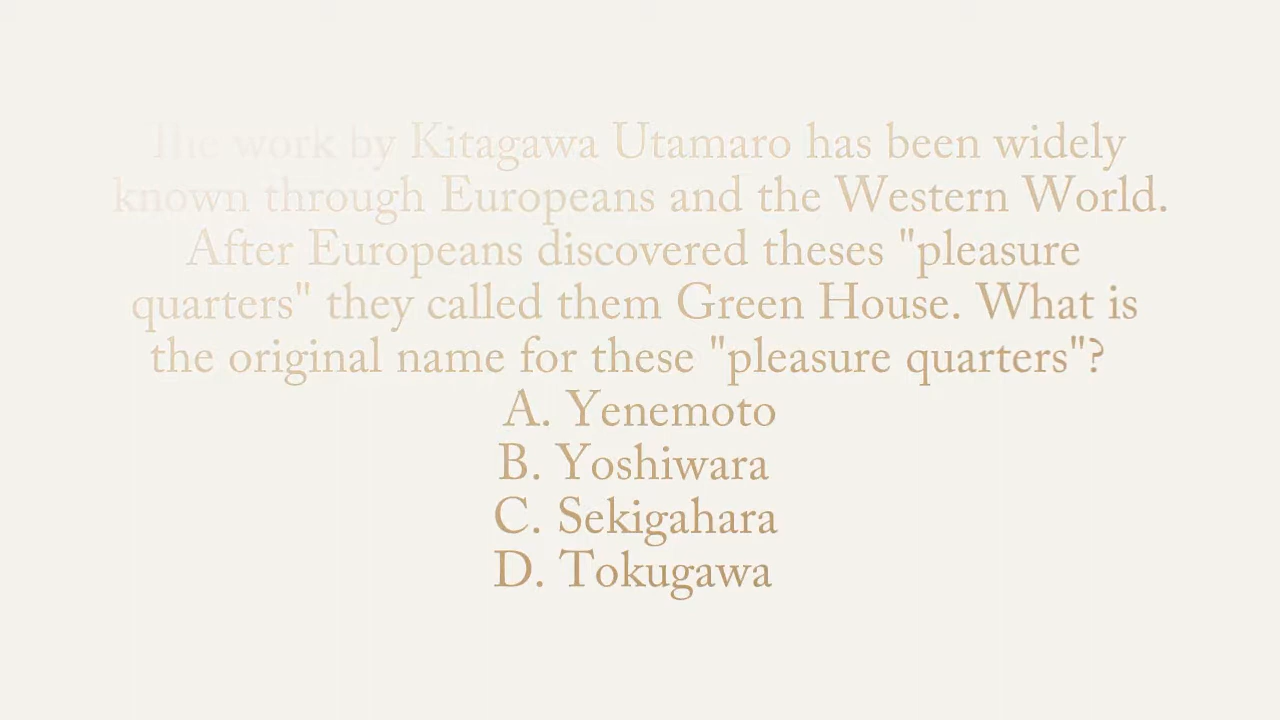 The work by Kitagawa Utamaro has been widely
known through Europeans and the Western World.
After Europeans discovered theses "pleasure
quarters" they called them Green House. What is
the original name for these "pleasure quarters"?
A. Yenemoto
B. Yoshiwara
C. Sekigahara
D. Tokugawa